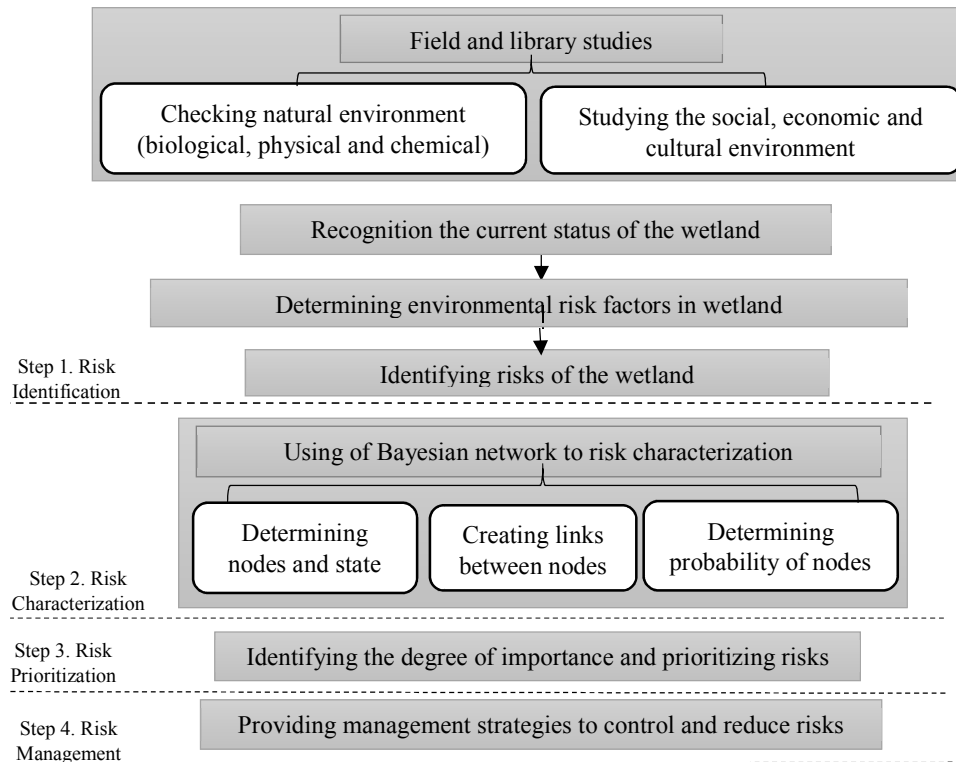 Field and library studies
Checking natural environment
(biological, physical and chemical)
Studying the social, economic and
cultural environment
Recognition the current status of the wetland
Determining environmental risk factors in wetland
Step 1. Risk
Identification
Identifying risks of the wetland
Using of Bayesian network to risk characterization
Determining
nodes and state
Creating links
between nodes
Determining
probability of nodes
Step 2. Risk
Characterization
Step 3. Risk
Prioritization
Identifying the degree of importance and prioritizing risks
Step 4. Risk
Management
Providing management strategies to control and reduce risks